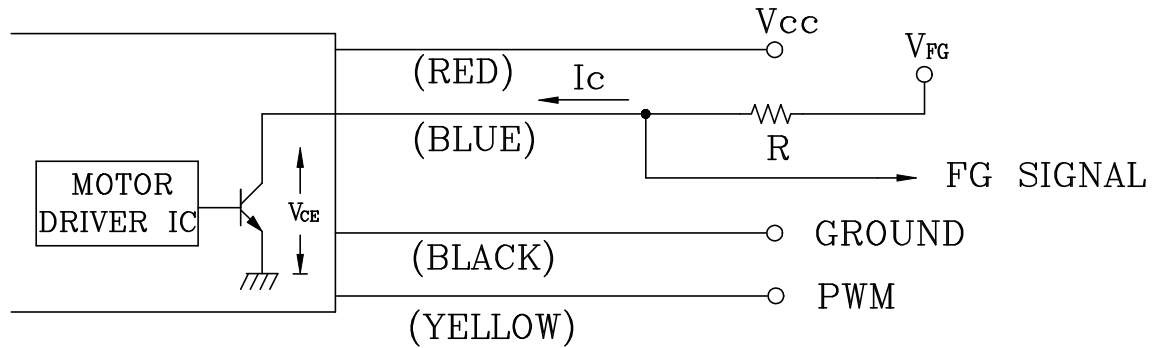 Vcc
(RED)
VFG
Ic
(BLUE)
R
MOTOR
DRIVER IC
VCE
FG SIGNAL
(BLACK)
GROUND
(YELLOW)
PWM